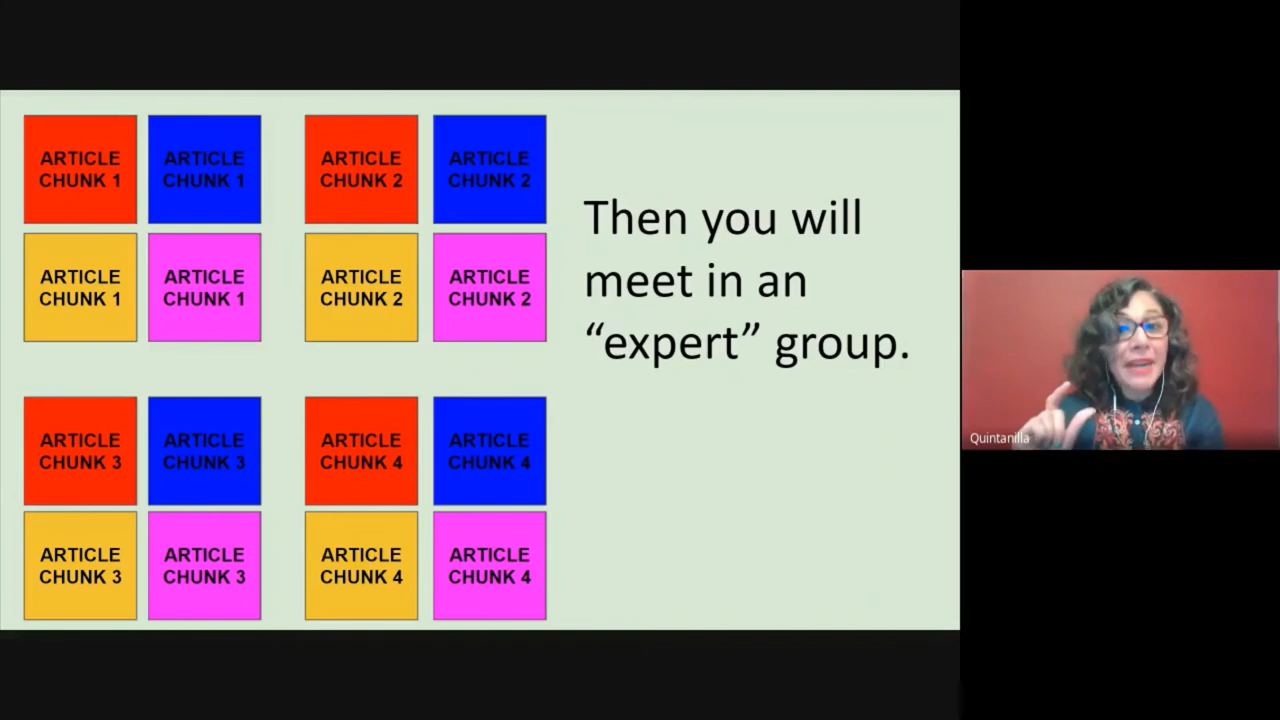 ARTICLE
CHUNK 1
ARTICLE
CHUNK 1
ARTICLE
CHUNK 2
ARTICLE
CHUNK 2
ARTICLE
CHUNK 1
ARTICLE
CHUNK 1
ARTICLE
CHUNK 2
ARTICLE
CHUNK 2
ARTICLE
CHUNK 3
ARTICLE
CHUNK 3
ARTICLE
CHUNK 4
ARTICLE
CHUNK 4
ARTICLE
CHUNK 3
ARTICLE
CHUNK 3
ARTICLE
CHUNK 4
ARTICLE
CHUNK 4
Then you will
meet in an
“expert” group.
Quintanilla